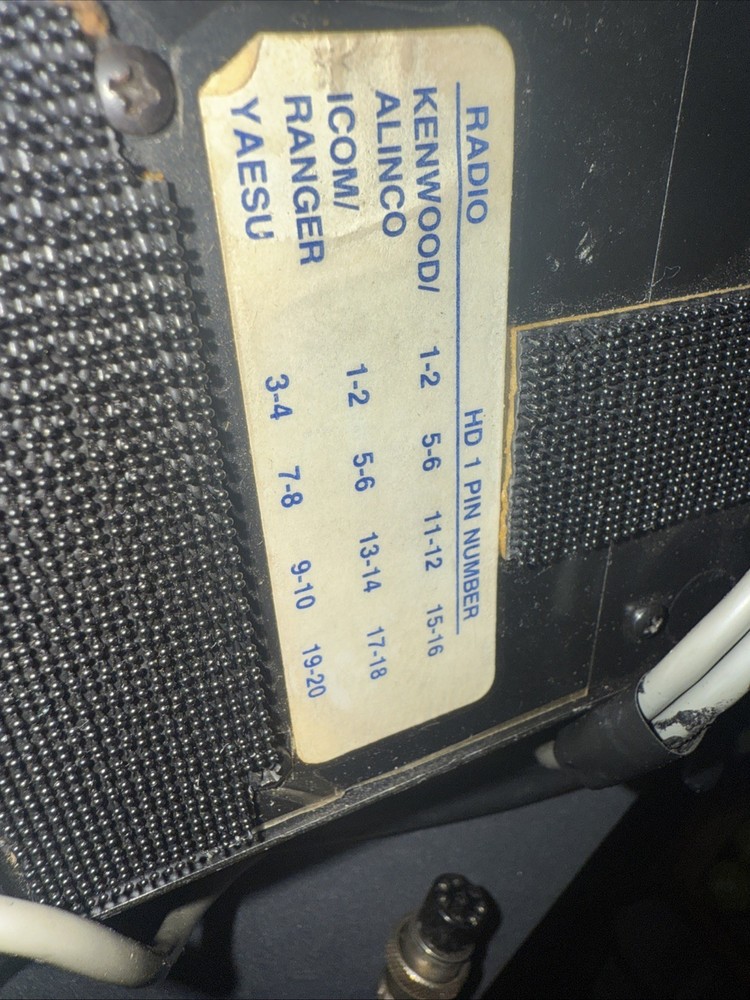 RADIO HD 1 PIN NUMBER
KENWOOD/ 1-2 5-6 11-12 15-16
ALINCO
ICOM/ 1-2 5-6 13-14 17-18
RANGER
YAESU 3-4 7-8 9-10 19-20